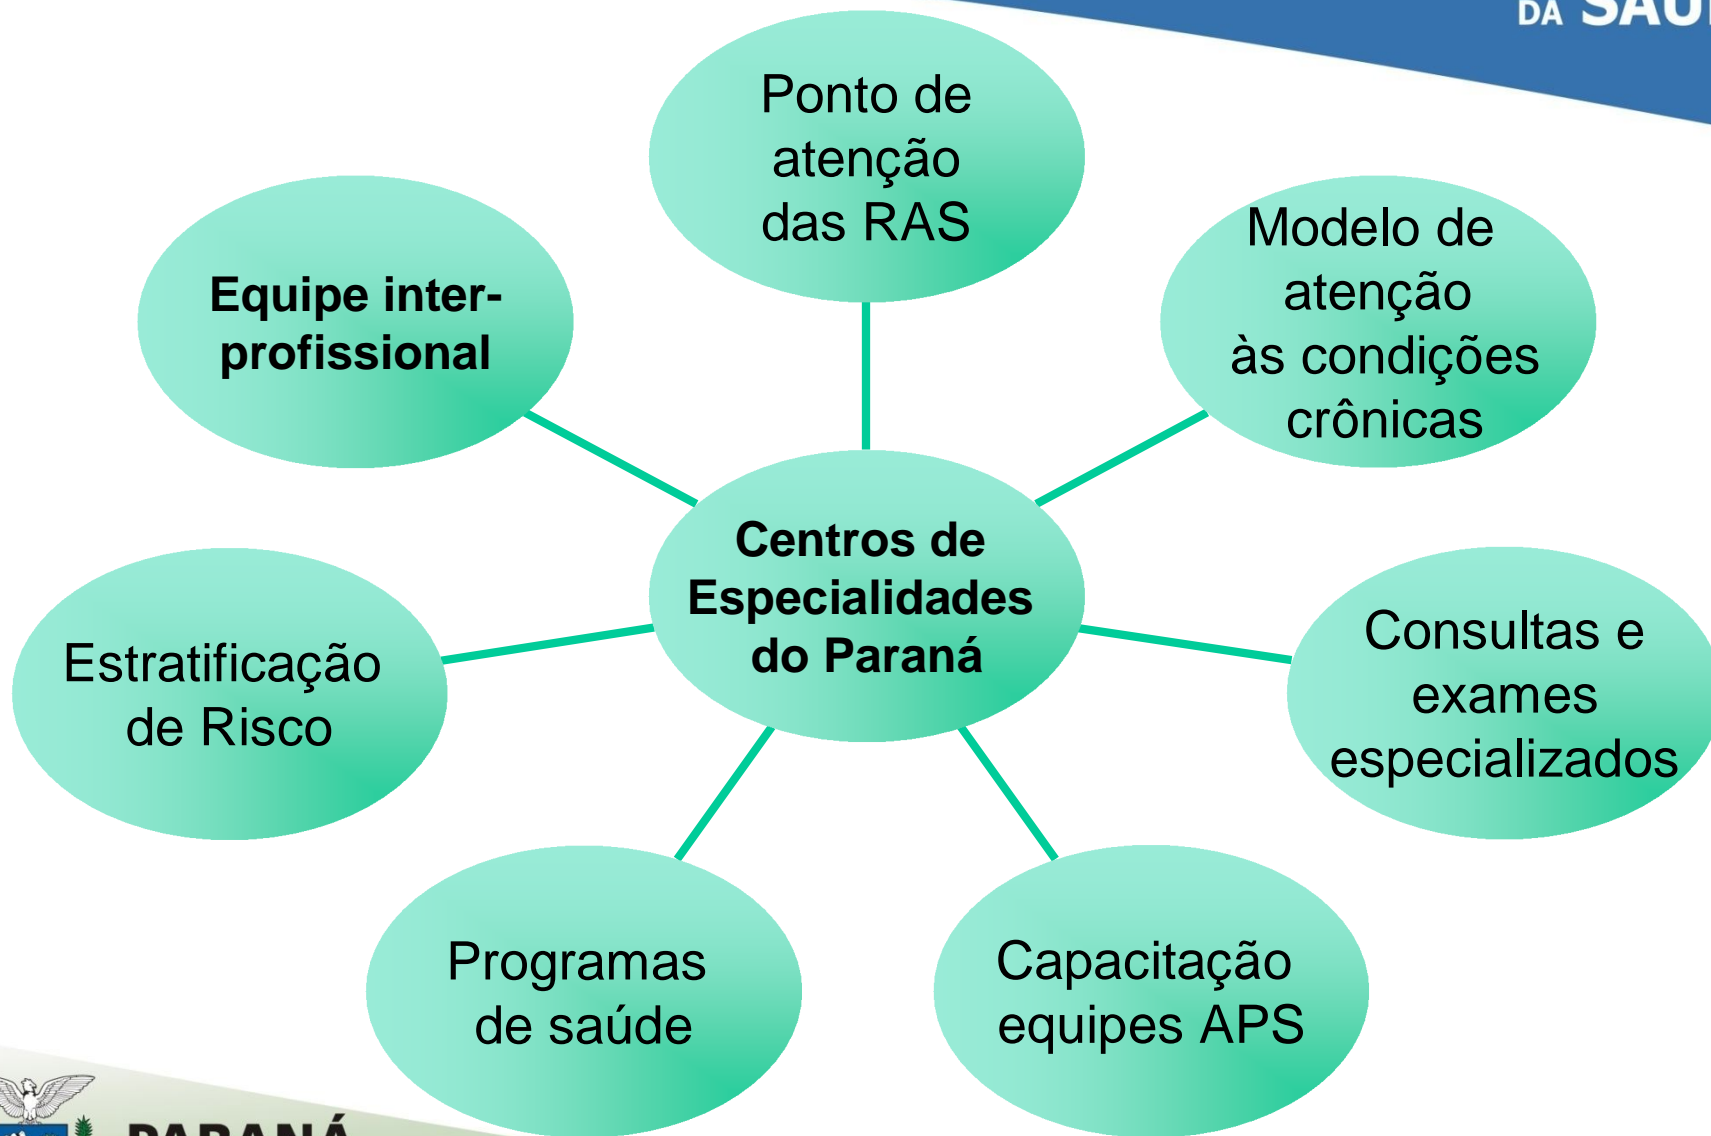 DA
Ponto de
atenção
das RAS
Modelo de
atenção
às condições
crônicas
Equipe inter-
profissional
Centros de
Especialidades
do Paraná
Consultas e
exames
especializados
Estratificação
de Risco
Programas
de saúde
Capacitação
equipes APS
PARANÁ